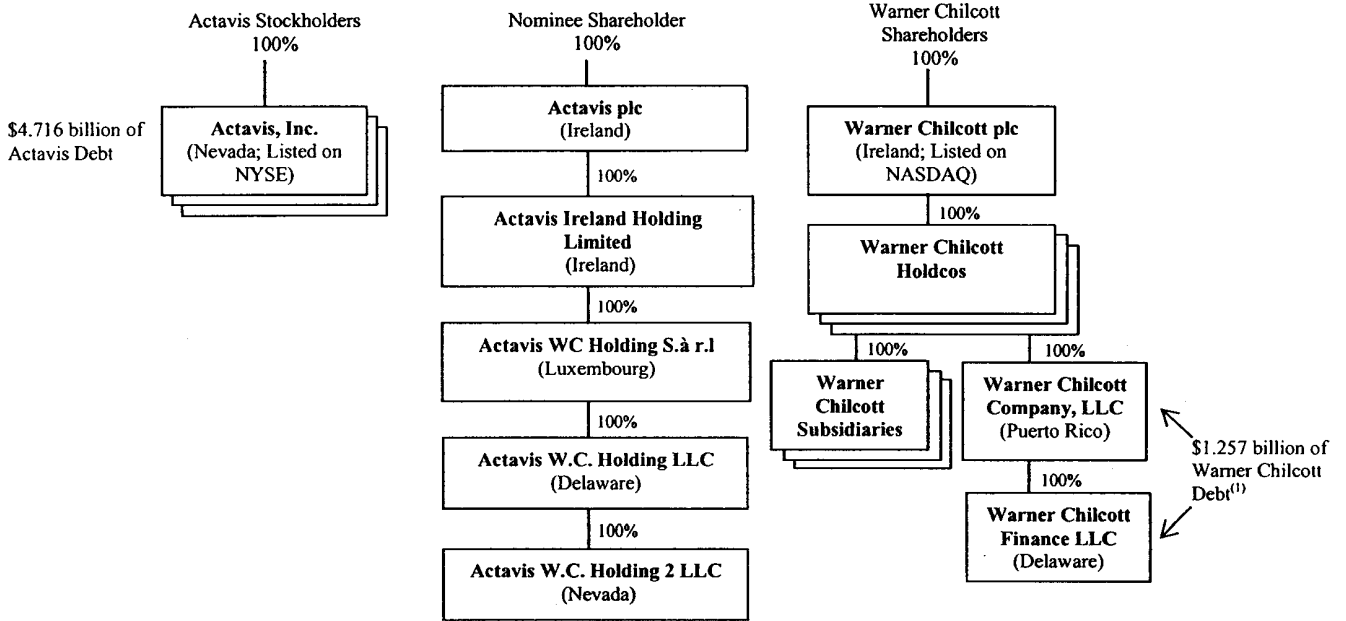 Actavis Stockholders
100%
$4.716 billion of
Actavis Debt
Actavis, Inc.
(Nevada; Listed on
NYSE)
Nominee Shareholder
100%
Actavis plc
(Ireland)
100%
Actavis Ireland Holding
Limited
(Ireland)
100%
Actavis WC Holding S.à r.l
(Luxembourg)
100%
Actavis W.C. Holding LLC
(Delaware)
100%
Actavis W.C. Holding 2 LLC
(Nevada)
Warner Chilcott
Shareholders
100%
Warner Chilcott plc
(Ireland; Listed on
NASDAQ)
100%
Warner Chilcott
Holdcos
100%
Warner
Chilcott
Subsidiaries
100%
Warner Chilcott
Company, LLC
(Puerto Rico)
100%
Warner Chilcott
Finance LLC
(Delaware)
$1.257 billion of
Warner Chilcott
Debt(1)